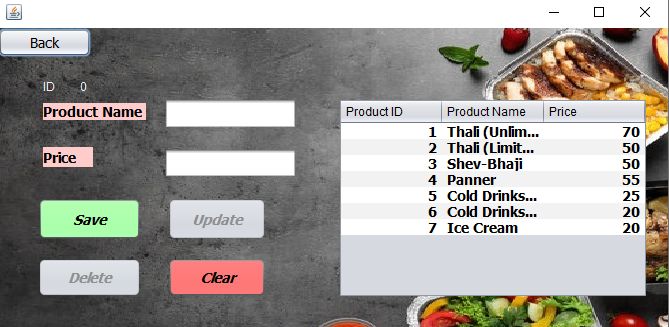 Back
ID 0
Product Name
Price
Save Update
Delete Clear
Product ID Product Name Price
1 Thali (Unlim... 70
2 Thali (Limit... 50
3 Shev-Bhaji 50
4 Panner 55
5 Cold Drinks... 25
6 Cold Drinks... 20
7 Ice Cream 20